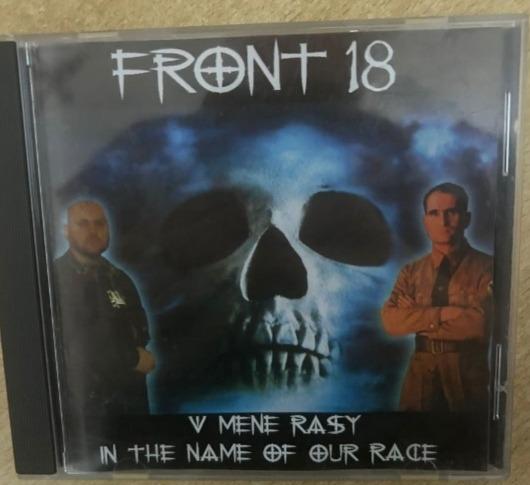 FRONT 18
V MENE RASY
IN THE NAME OF OUR RACE